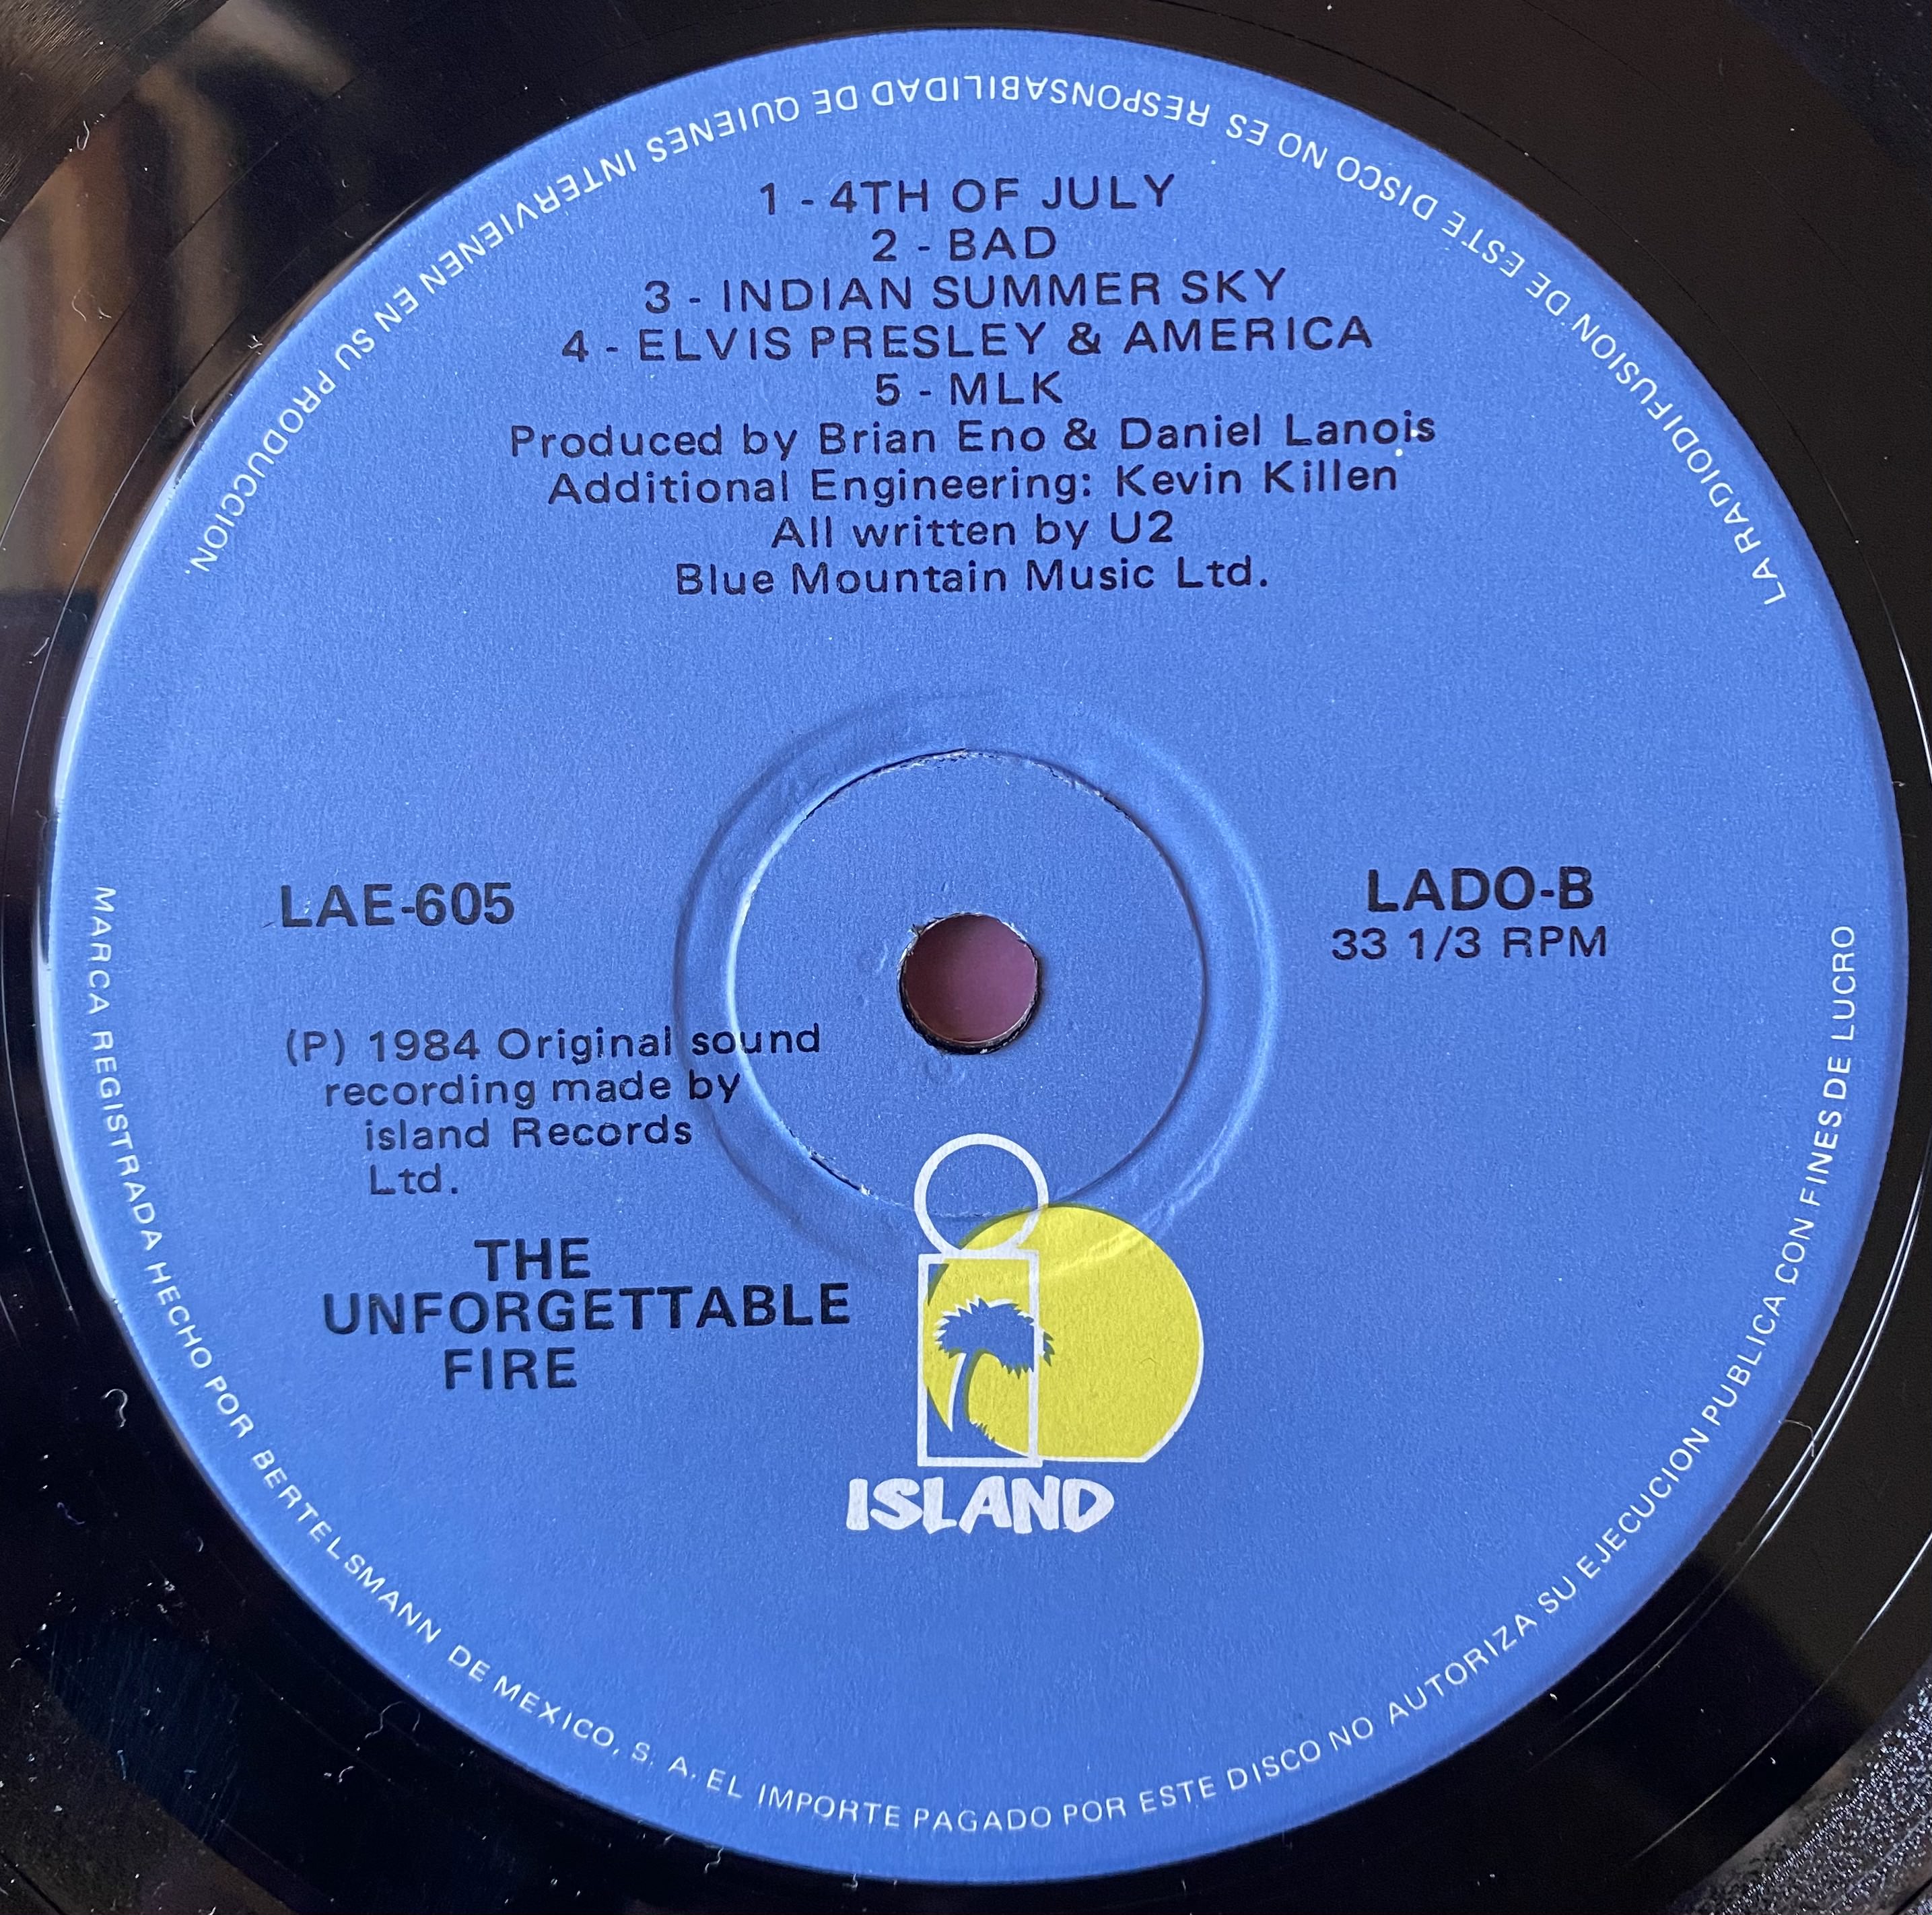 1 - 4TH OF JULY
2 - BAD
3 - INDIAN SUMMER SKY
4 - ELVIS PRESLEY & AMERICA
5 - MLK
Produced by Brian Eno & Daniel Lanois
Additional Engineering: Kevin Killen
All written by U2
Blue Mountain Music Ltd.
LAE-605
LADO-B
33 1/3 RPM
(P) 1984 Original sound
recording made by
island Records
Ltd.
THE
UNFORGETTABLE
FIRE
ISLAND
MARCA REGISTRADA HECHO POR BERTELSMANN DE MEXICO, S. A. EL IMPORTE PAGADO POR ESTE DISCO NO AUTORIZA SU EJECUCION PUBLICA CON FINES DE LUCRO
LA RADIODIFUSION DE ESTE DISCO NO ES RESPONSABILIDAD DE QUIENES INTERVIENEN EN SU PRODUCCION.